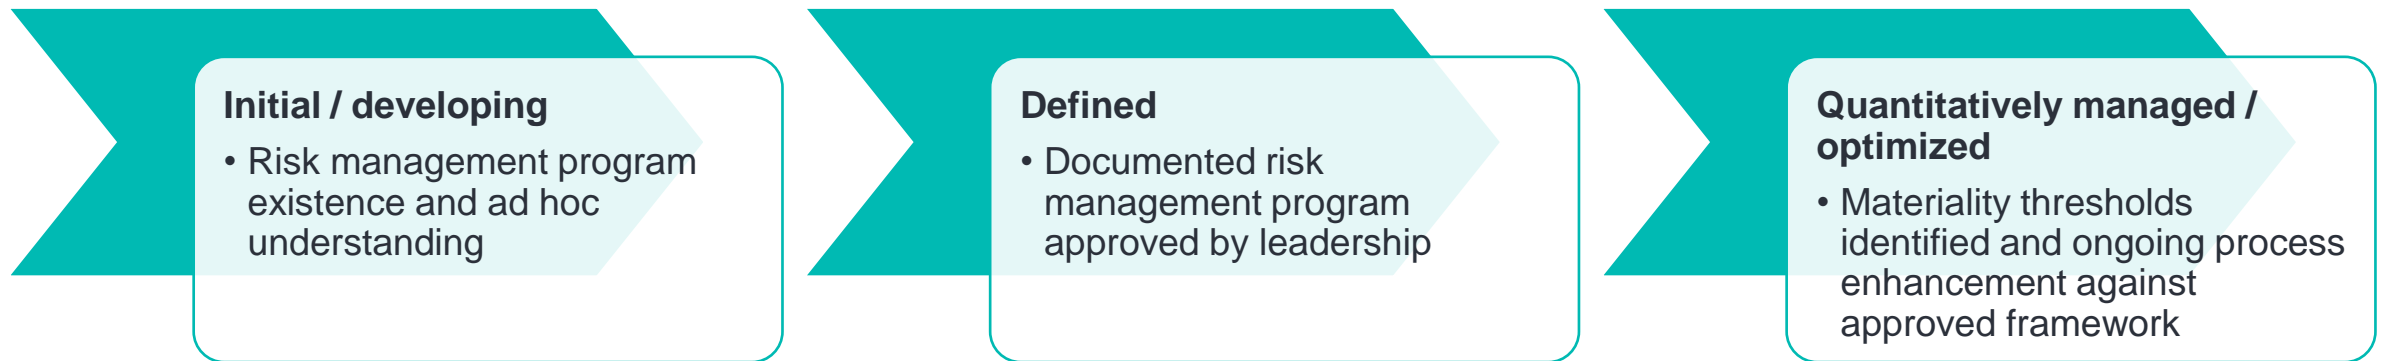 Initial / developing
• Risk management program
existence and ad hoc
understanding
Defined
• Documented risk
management program
approved by leadership
Quantitatively managed /
optimized
• Materiality thresholds
identified and ongoing process
enhancement against
approved framework